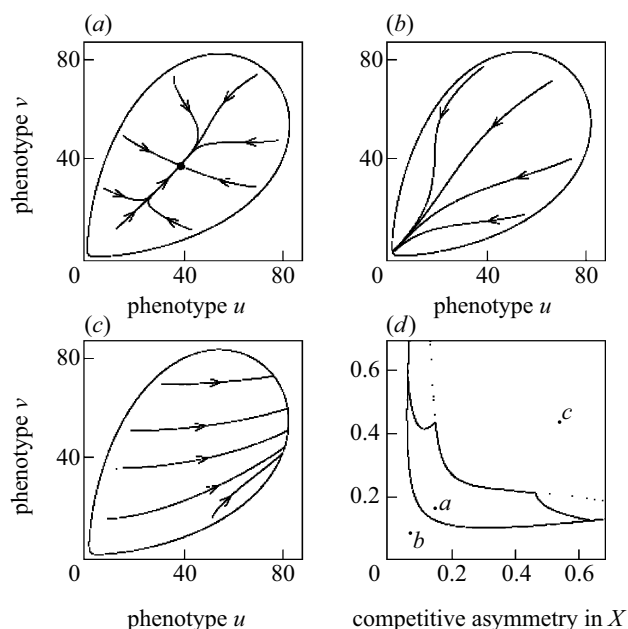 (a)
phenotype v
80
40
0
40
80
phenotype u
(b)
80
40
0
40
80
phenotype u
(c)
phenotype v
80
40
0
40
80
phenotype u
(d)
0.6
0.4
0.2
0
0.2
0.4
0.6
a
b
c
competitive asymmetry in X